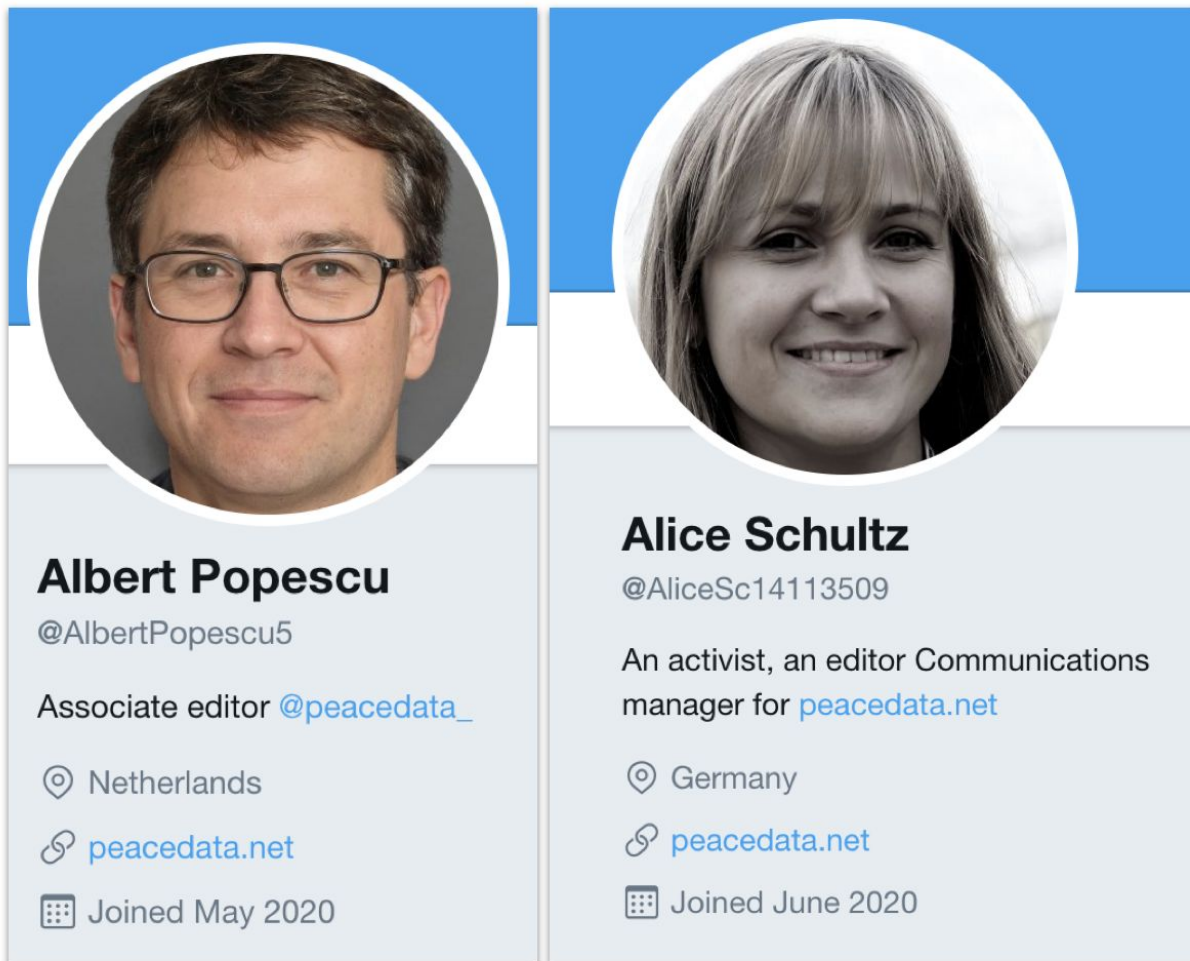 Albert Popescu
@AlbertPopescu5
Associate editor @peacedata_
Netherlands
peacedata.net
Joined May 2020
Alice Schultz
@AliceSc14113509
An activist, an editor Communications
manager for peacedata.net
Germany
peacedata.net
Joined June 2020